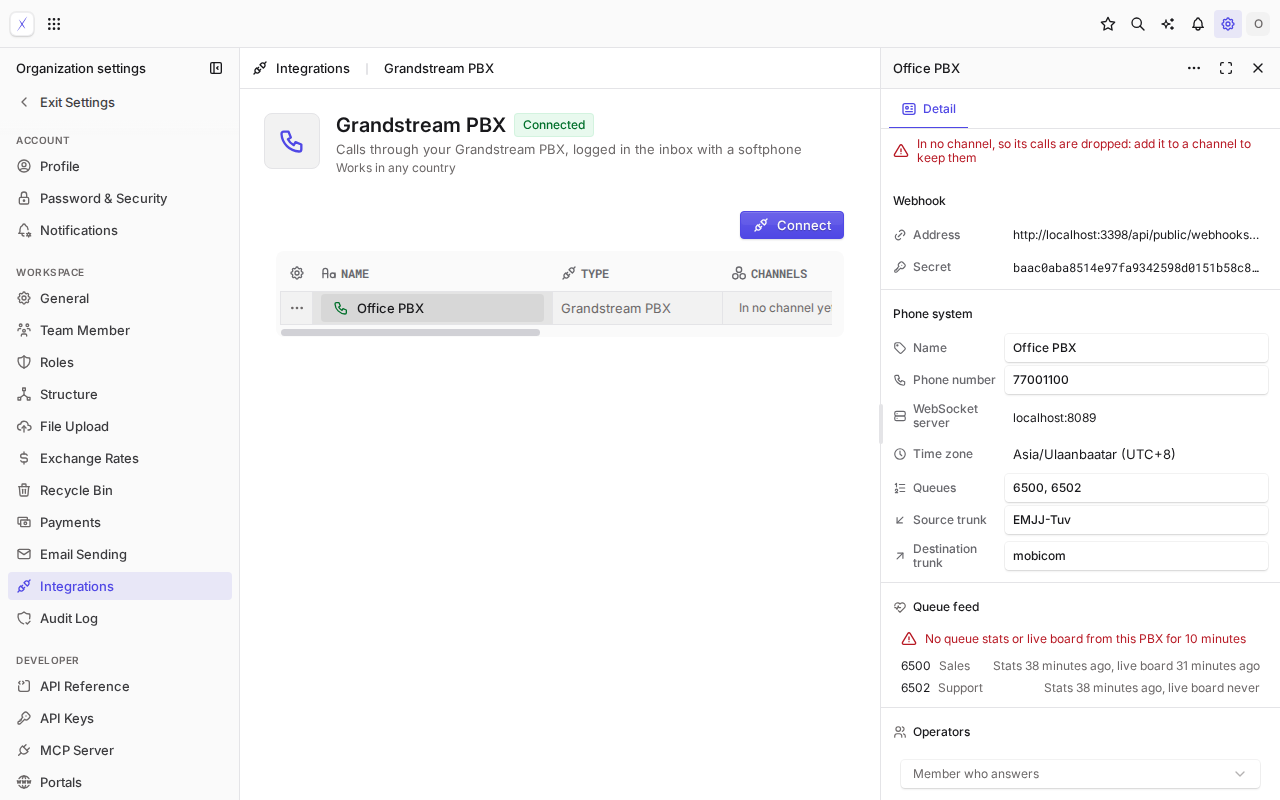 O
Organization settings
Exit Settings
ACCOUNT
Profile
Password & Security
Notifications
WORKSPACE
General
Team Member
Roles
Structure
File Upload
Exchange Rates
Recycle Bin
Payments
Email Sending
Integrations
Audit Log
DEVELOPER
API Reference
API Keys
MCP Server
Portals
Integrations | Grandstream PBX
Grandstream PBX Connected
Calls through your Grandstream PBX, logged in the inbox with a softphone
Works in any country
Connect
NAME TYPE CHANNELS
Office PBX Grandstream PBX In no channel yet
Office PBX
Detail
In no channel, so its calls are dropped: add it to a channel to
keep them
Webhook
Address http://localhost:3398/api/public/webhooks...
Secret baac0aba8514e97fa9342598d0151b58c8...
Phone system
Name Office PBX
Phone number 77001100
WebSocket
server
localhost:8089
Time zone Asia/Ulaanbaatar (UTC+8)
Queues 6500, 6502
Source trunk EMJJ-Tuv
Destination
trunk
mobicom
Queue feed
No queue stats or live board from this PBX for 10 minutes
6500 Sales Stats 38 minutes ago, live board 31 minutes ago
6502 Support Stats 38 minutes ago, live board never
Operators
Member who answers